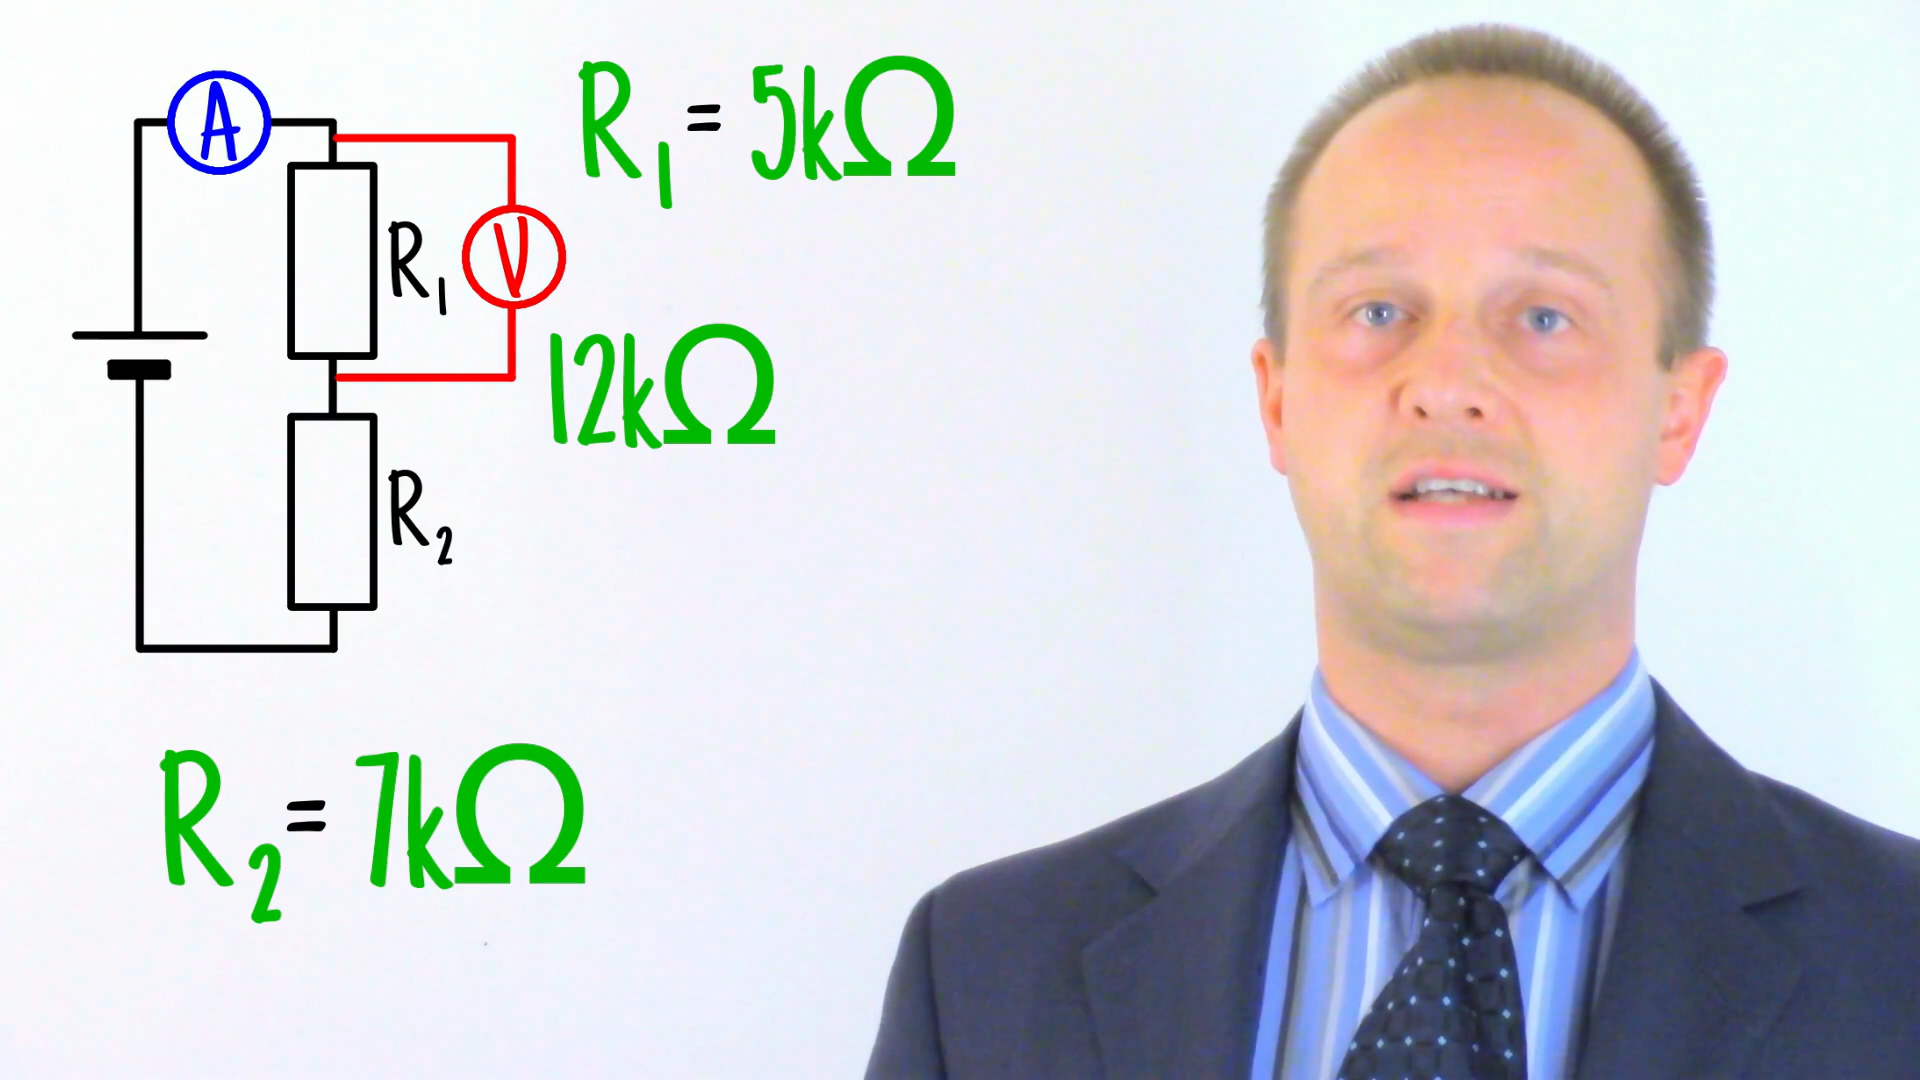 A
R₁ = 5kΩ
R₁
V
12kΩ
R₂
R₂ = 7kΩ